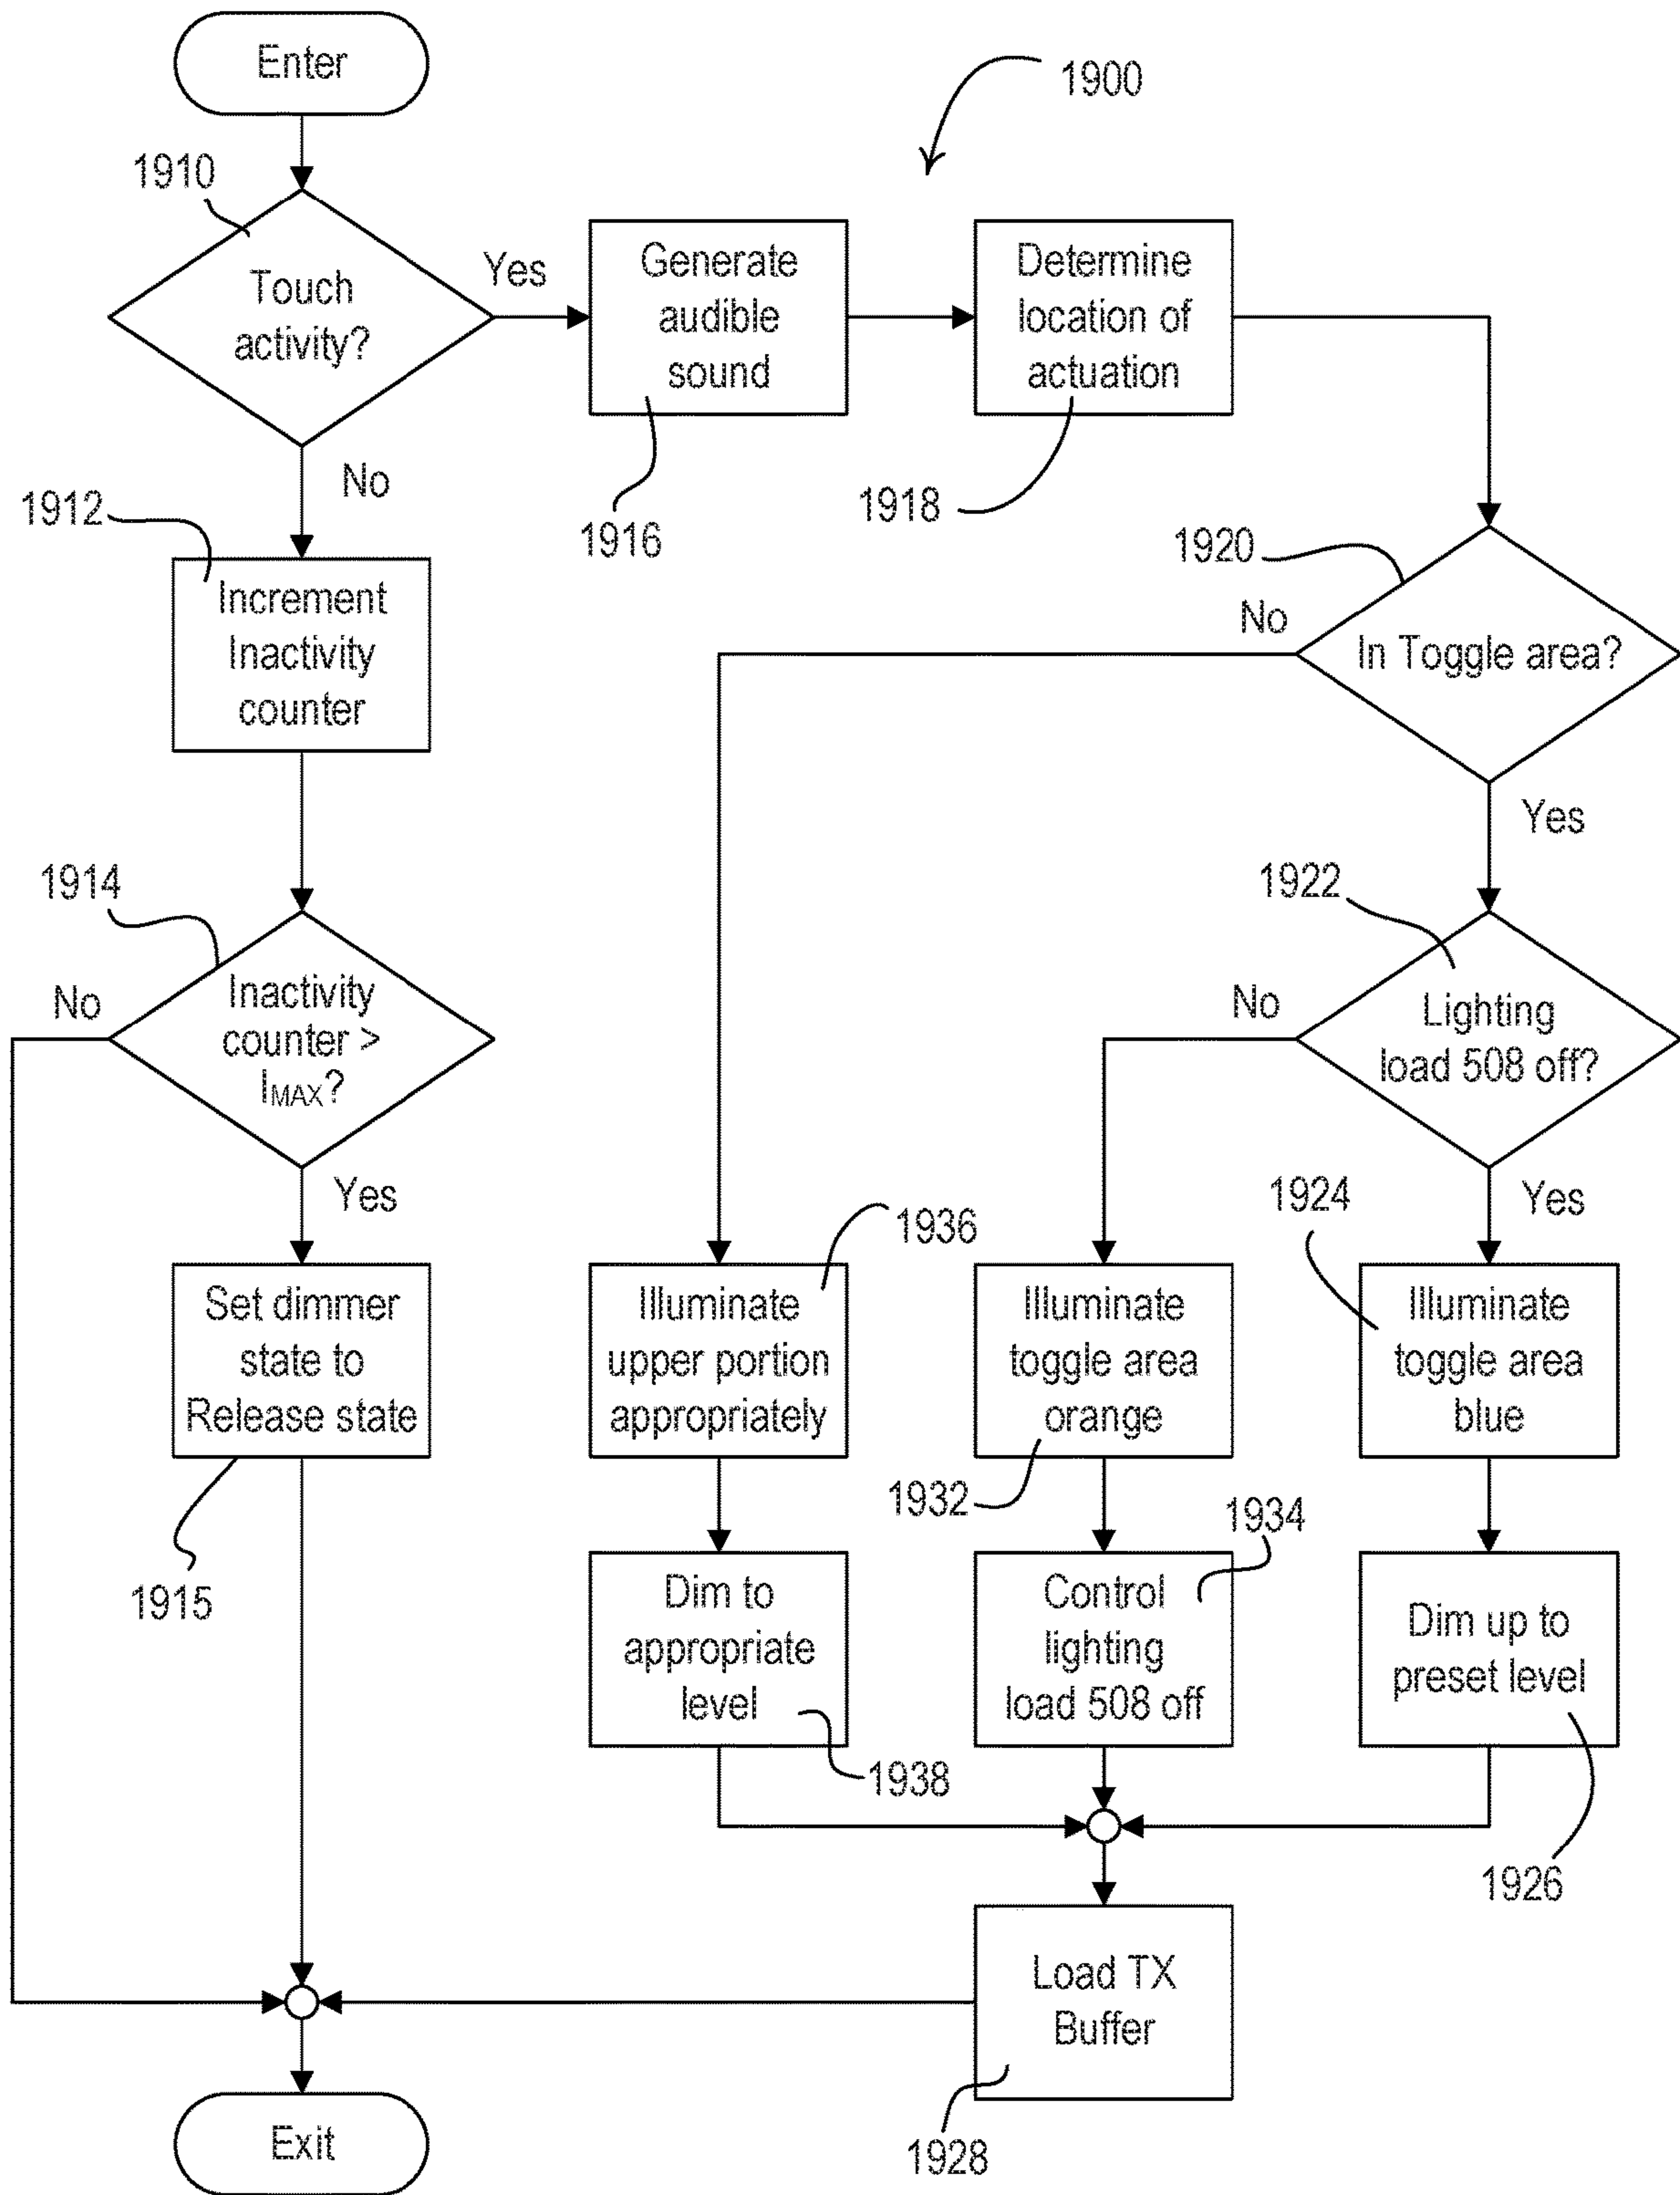 Enter
1900
1910
Touch
activity?
Yes
Generate
audible
sound
Determine
location of
actuation
No
1912
1916
1918
1920
Increment
Inactivity
counter
No
In Toggle area?
Yes
1914
1922
No
Inactivity
counter >
IMAX?
No
Lighting
load 508 off?
Yes
1924
Yes
1936
Set dimmer
state to
Release state
Illuminate
upper portion
appropriately
Illuminate
toggle area
orange
Illuminate
toggle area
blue
1915
1932
1934
Dim to
appropriate
level
Control
lighting
load 508 off
Dim up to
preset level
1938
1926
Load TX
Buffer
Exit
1928